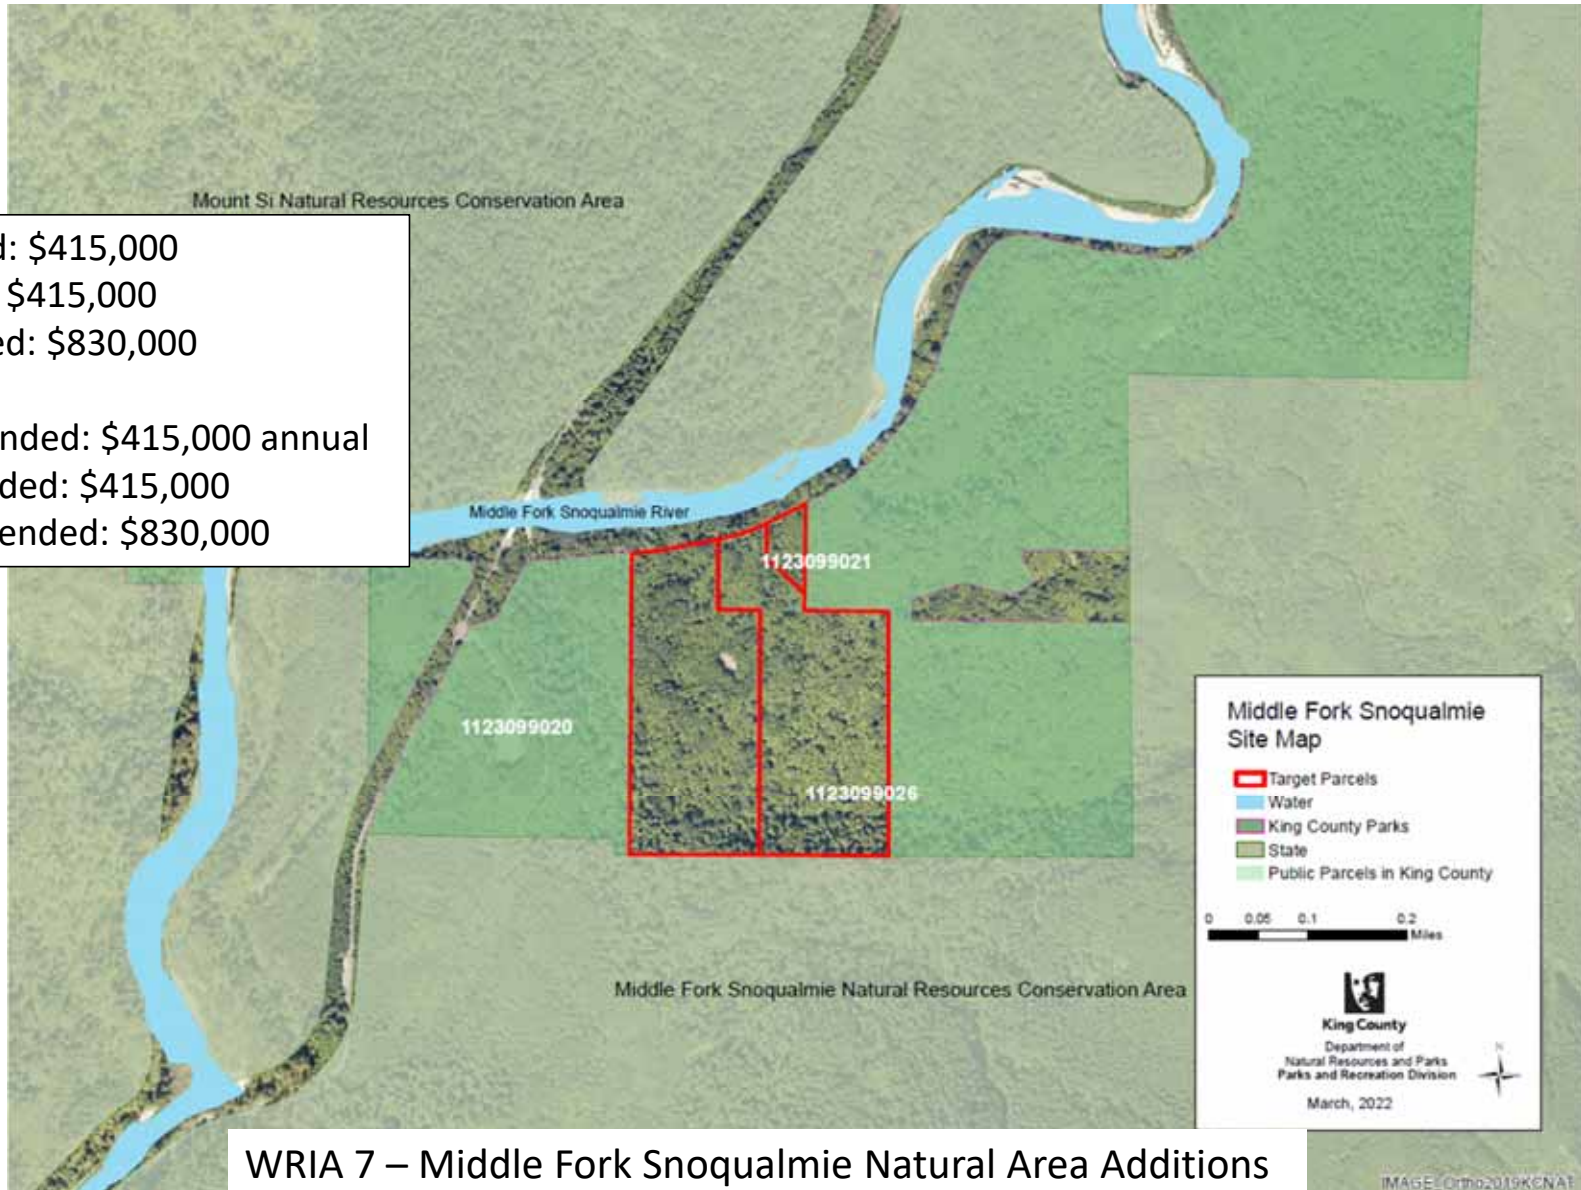 Mount Si Natural Resources Conservation Area
: $415,000
$415,000
ed: $830,000
nded: $415,000 annual
ded: $415,000
ended: $830,000
Middle Fork Snoqualmie River
1123099021
1123099020
1123099026
Middle Fork Snoqualmie
Site Map
Target Parcels
Water
King County Parks
State
Public Parcels in King County
0 0.05 0.1 0.2
Miles
Middle Fork Snoqualmie Natural Resources Conservation Area
King County
Department of
Natural Resources and Parks
Parks and Recreation Division
N
March, 2022
WRIA 7 – Middle Fork Snoqualmie Natural Area Additions
IMAGE_Ortho2019KCNAT